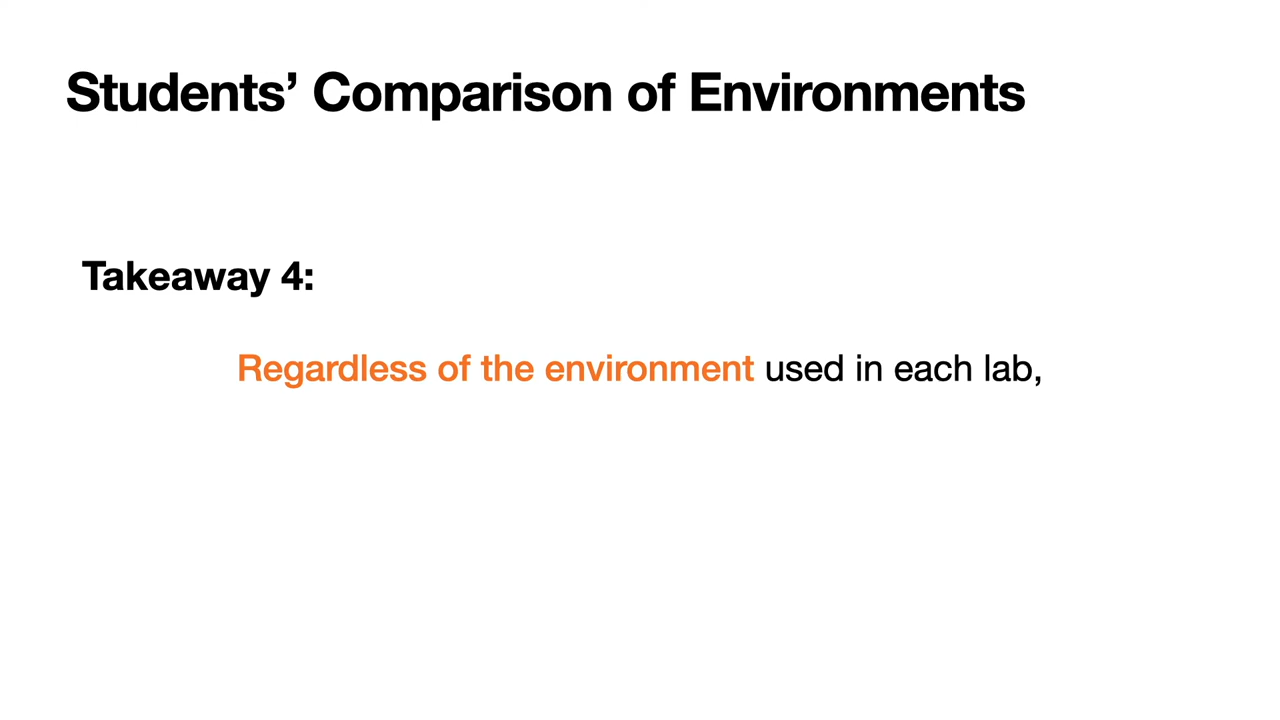 Students’ Comparison of Environments
Takeaway 4:
Regardless of the environment used in each lab,